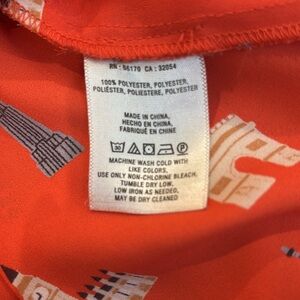 RN : 66170 CA : 32054
100% POLYESTER, POLYESTER,
POLIÉSTER, POLIESTERE, POLYESTER
MADE IN CHINA,
HECHO EN CHINA,
FABRIQUÉ EN CHINE
30
MACHINE WASH COLD WITH
LIKE COLORS,
USE ONLY NON-CHLORINE BLEACH,
TUMBLE DRY LOW,
LOW IRON AS NEEDED,
MAY BE DRY CLEANED